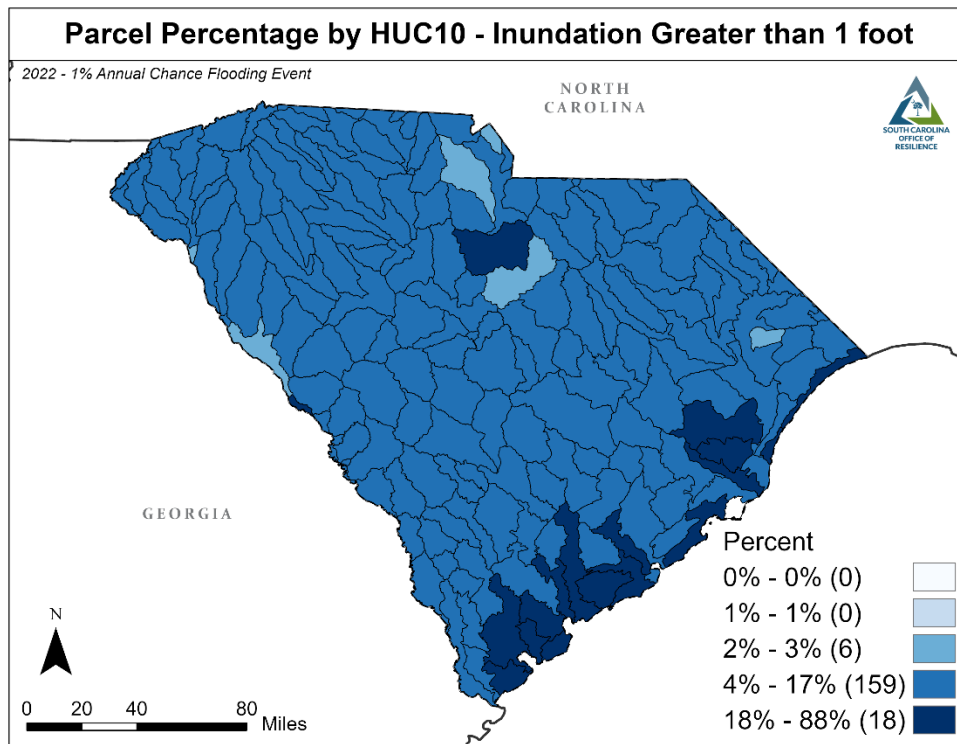 Parcel Percentage by HUC10 - Inundation Greater than 1 foot
2022 - 1% Annual Chance Flooding Event
NORTH
CAROLINA
SOUTH CAROLINA
OFFICE OF
RESILIENCE
GEORGIA
Percent
0% - 0% (0)
1% - 1% (0)
2% - 3% (6)
4% - 17% (159)
18% - 88% (18)
N
0 20 40 80 Miles